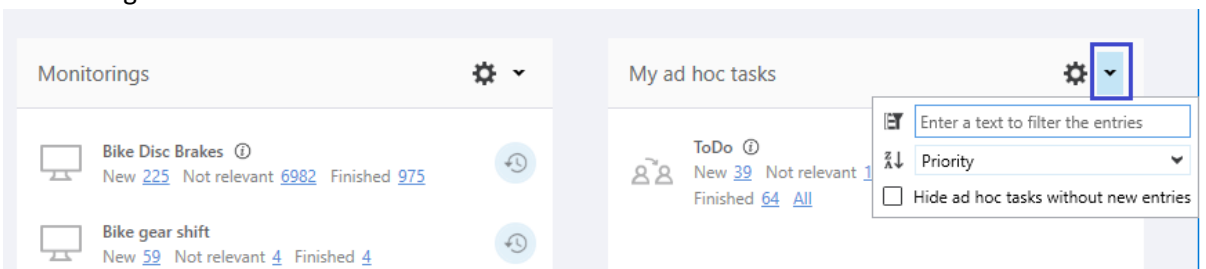 Monitorings
My ad hoc tasks
Enter a text to filter the entries
Priority
Hide ad hoc tasks without new entries
Bike Disc Brakes
New 225 Not relevant 6982 Finished 975
Bike gear shift
New 59 Not relevant 4 Finished 4
ToDo
New 39 Not relevant 1
Finished 64 All